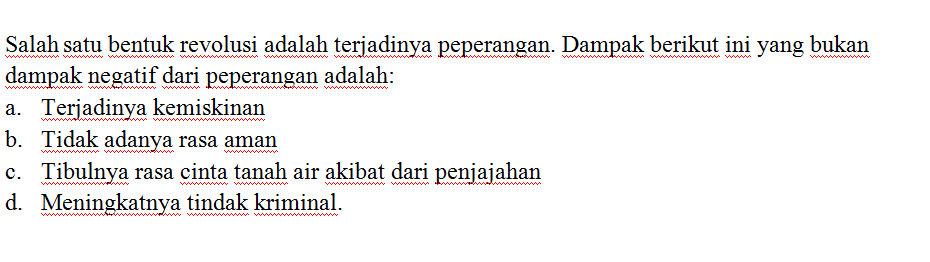 Salah satu bentuk revolusi adalah terjadinya peperangan. Dampak berikut ini yang bukan
dampak negatif dari peperangan adalah:
a. Terjadinya kemiskinan
b. Tidak adanya rasa aman
c. Tibulnya rasa cinta tanah air akibat dari penjajahan
d. Meningkatnya tindak kriminal.